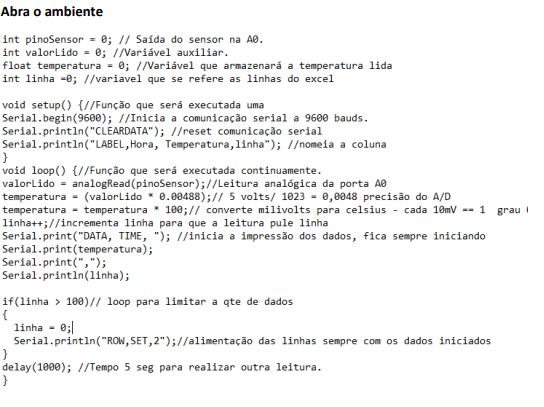 Abra o ambiente
int pinoSensor = 0; // Saída do sensor na A0.
int valorLido = 0; //Variável auxiliar.
float temperatura = 0; //Variável que armazenará a temperatura lida
int linha =0; //variavel que se refere as linhas do excel
void setup() {//Função que será executada uma
Serial.begin(9600); //Inicia a comunicação serial a 9600 bauds.
Serial.println("CLEARDATA"); //reset comunicação serial
Serial.println("LABEL,Hora, Temperatura,linha"); //nomeia a coluna
}
void loop() {//Função que será executada continuamente.
valorLido = analogRead(pinoSensor);//Leitura analógica da porta A0
temperatura = (valorLido * 0.00488);// 5 volts/ 1023 = 0,0048 precisão do A/D
temperatura = temperatura * 100;// converte milivolts para celsius - cada 10mV == 1  grau
linha++;//incrementa linha para que a leitura pule linha
Serial.print("DATA, TIME, "); //inicia a impressão dos dados, fica sempre iniciando
Serial.print(temperatura);
Serial.print(",");
Serial.println(linha);
if(linha > 100)// loop para limitar a qte de dados
{
linha = 0;
Serial.println("ROW,SET,2");//alimentação das linhas sempre com os dados iniciados
}
delay(1000); //Tempo 5 seg para realizar outra leitura.
}